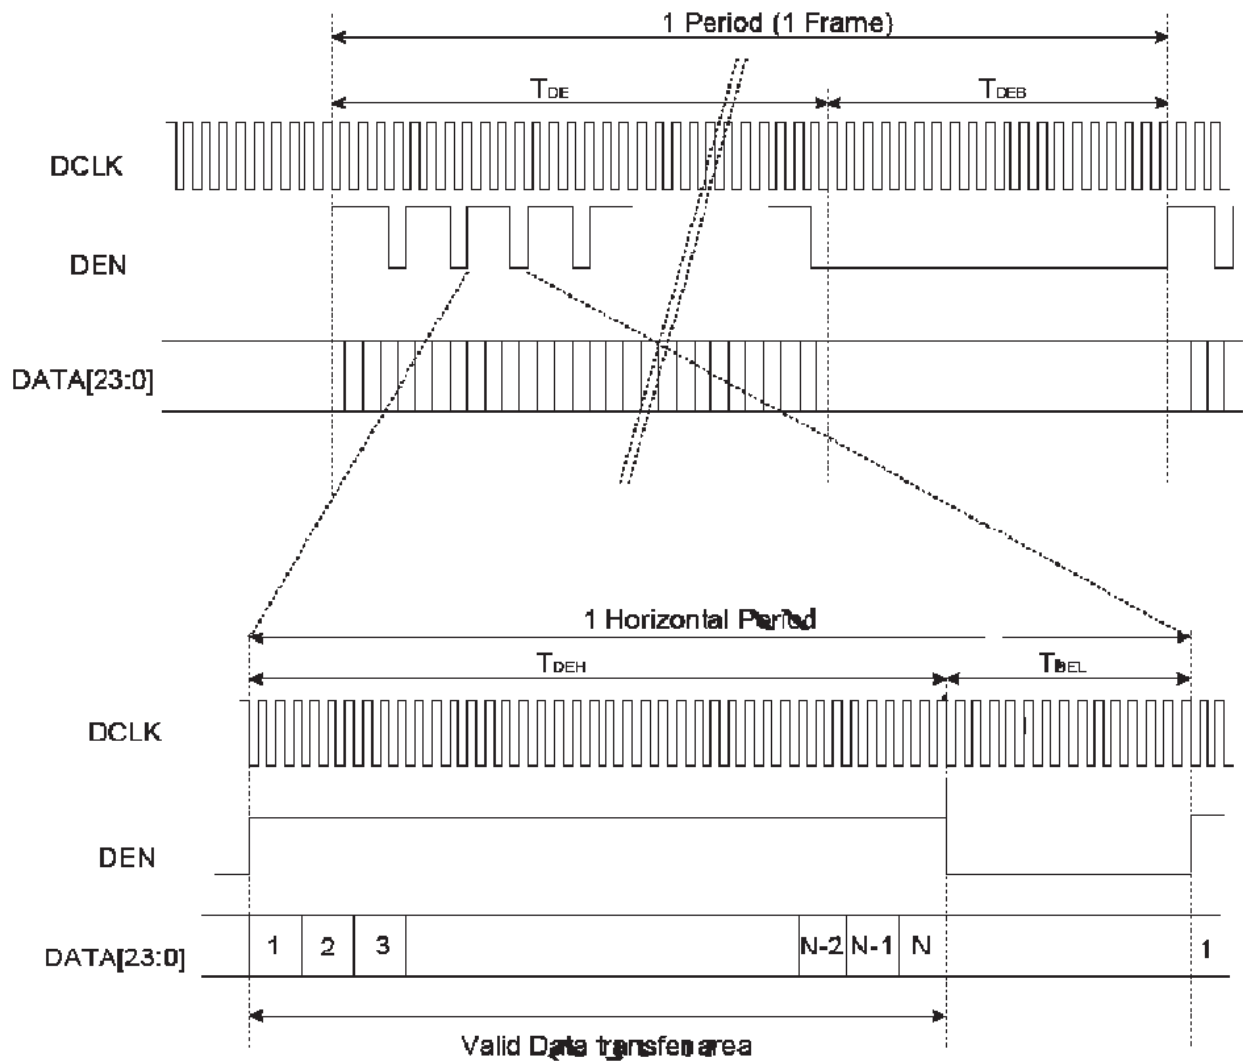 1 Period (1 Frame)
TDE TDEB
DCLK
DEN
DATA[23:0]
1 Horizontal Period
TDEH TDEL
DCLK
DEN
DATA[23:0] 1 2 3 N-2 N-1 N 1
Valid Data transfer area